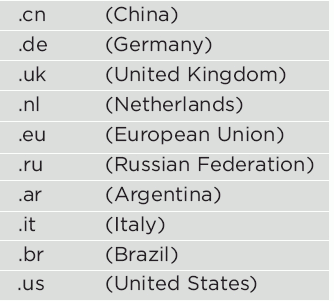 .cn (China)
.de (Germany)
.uk (United Kingdom)
.nl (Netherlands)
.eu (European Union)
.ru (Russian Federation)
.ar (Argentina)
.it (Italy)
.br (Brazil)
.us (United States)